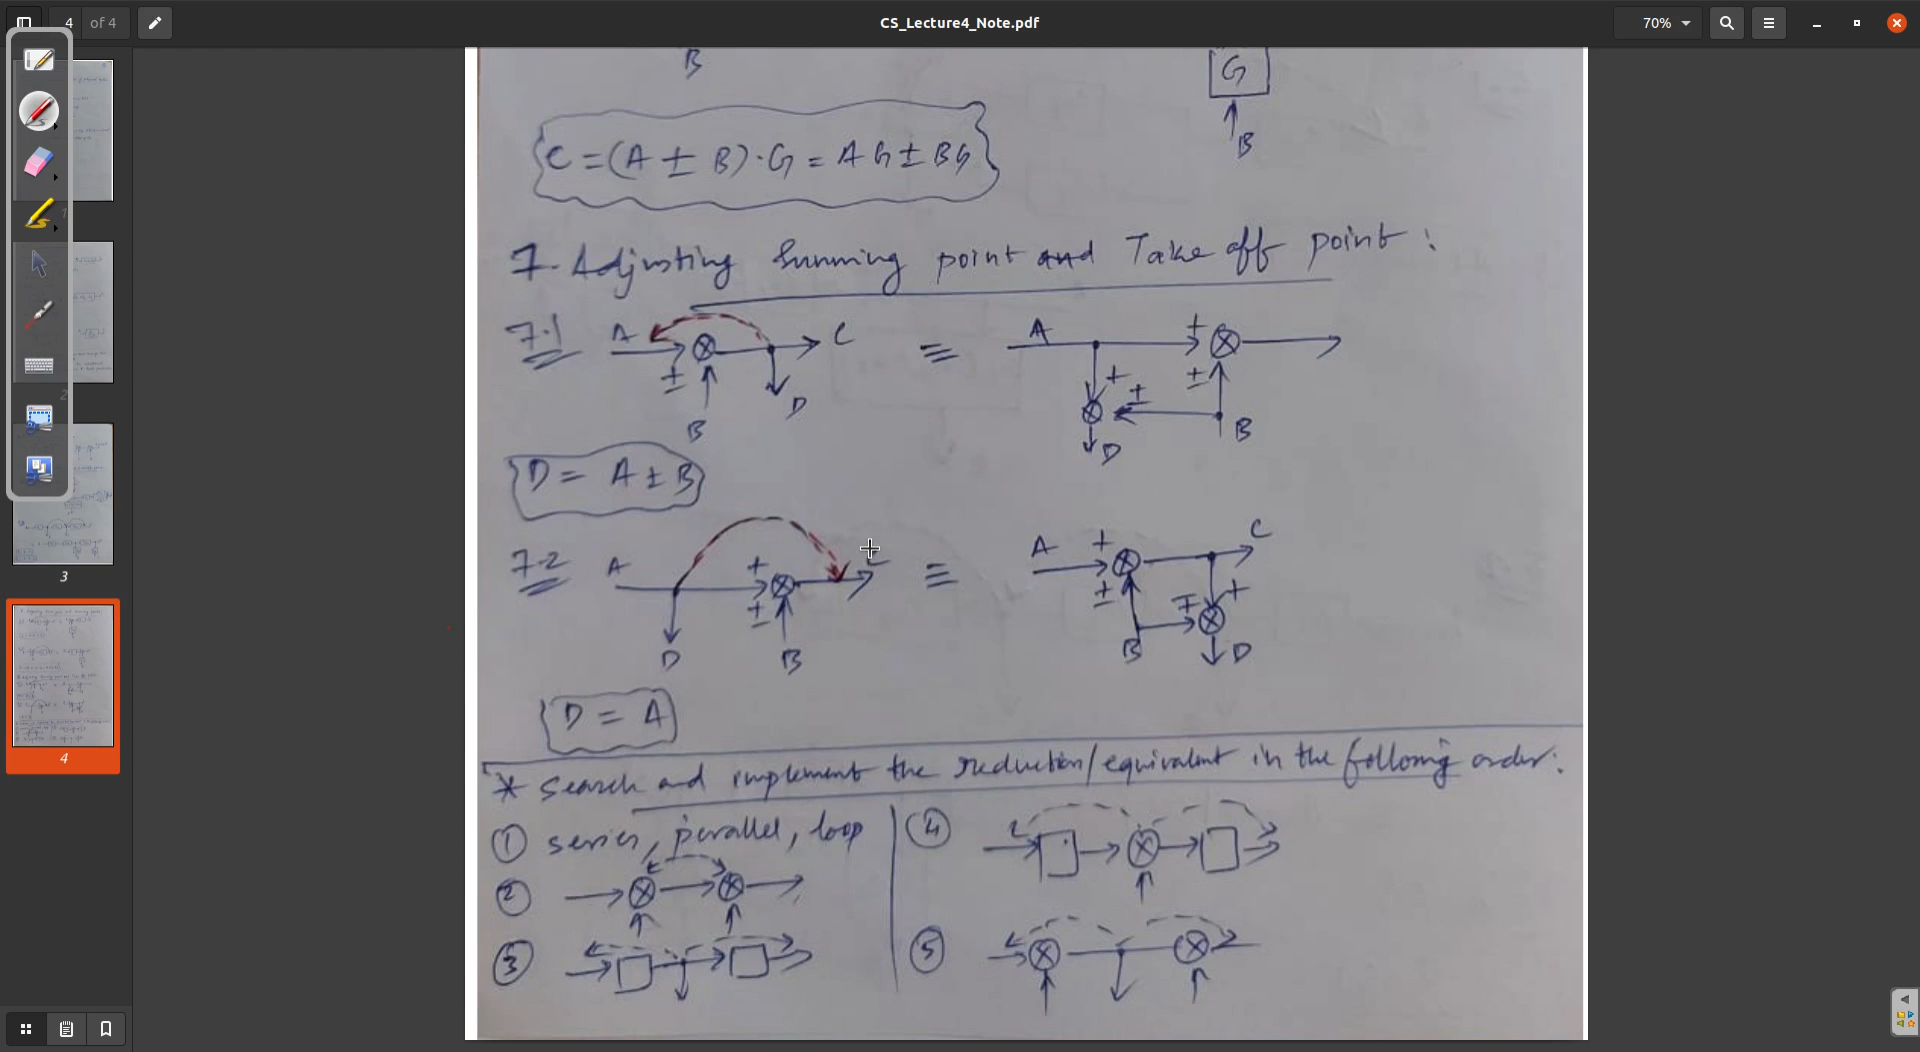 4 of 4
CS_Lecture4_Note.pdf
70%
B
G
B
C = (A ± B)·G = AG ± BG
7. Adjusting Summing point and Take off point :
7.1 A C ≡ A +
± + ± ±
B D B
D
D = A ± B
7.2 A + C ≡ A + C
± ± ∓ +
D B B D
D = A
* Search and implement the reduction/equivalent in the following order:
① series, parallel, loop
②
③
④
⑤
1
2
3
4